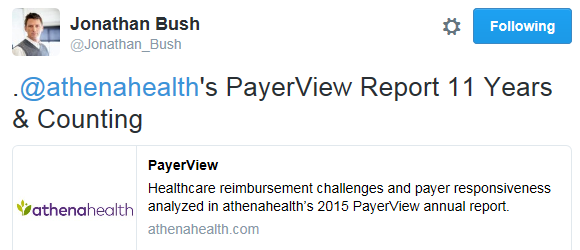 Jonathan Bush
@Jonathan_Bush
Following
.@athenahealth's PayerView Report 11 Years
& Counting
athenahealth
PayerView
Healthcare reimbursement challenges and payer responsiveness
analyzed in athenahealth’s 2015 PayerView annual report.
athenahealth.com